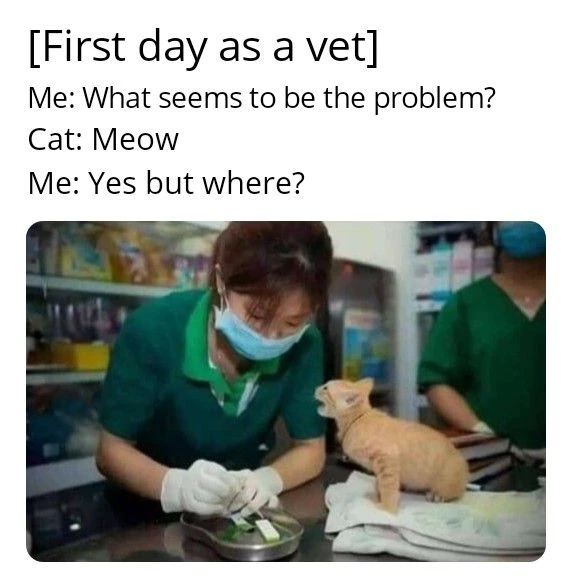 [First day as a vet]
Me: What seems to be the problem?
Cat: Meow
Me: Yes but where?